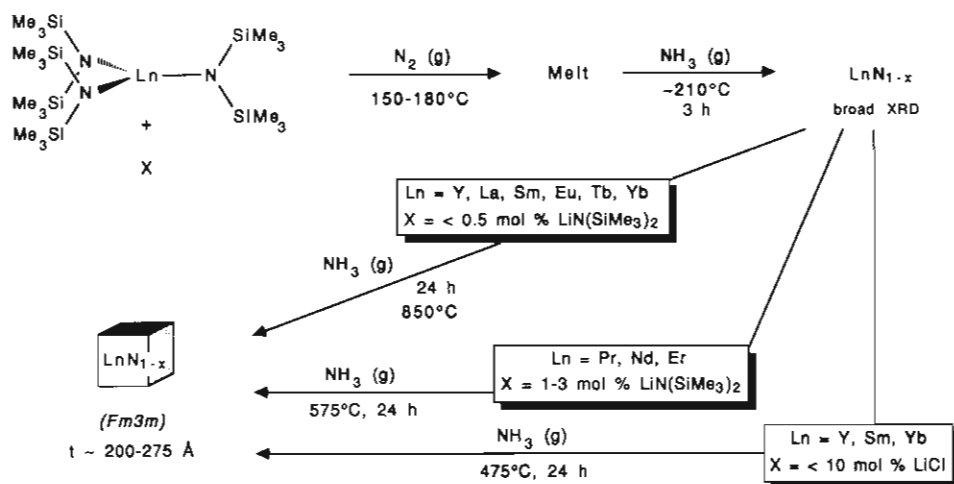 Me₃Si
SiMe₃
Me₃Si
N
Ln
N
N
Me₃Si
Me₃Si
SiMe₃
+
X
N₂ (g)
150-180°C
Melt
NH₃ (g)
~210°C
3 h
LnN₁₋ₓ
broad XRD
Ln = Y, La, Sm, Eu, Tb, Yb
X = < 0.5 mol % LiN(SiMe₃)₂
NH₃ (g)
24 h
850°C
Ln = Pr, Nd, Er
X = 1-3 mol % LiN(SiMe₃)₂
NH₃ (g)
575°C, 24 h
LnN₁₋ₓ
(Fm3m)
t ~ 200-275 Å
Ln = Y, Sm, Yb
X = < 10 mol % LiCl
NH₃ (g)
475°C, 24 h